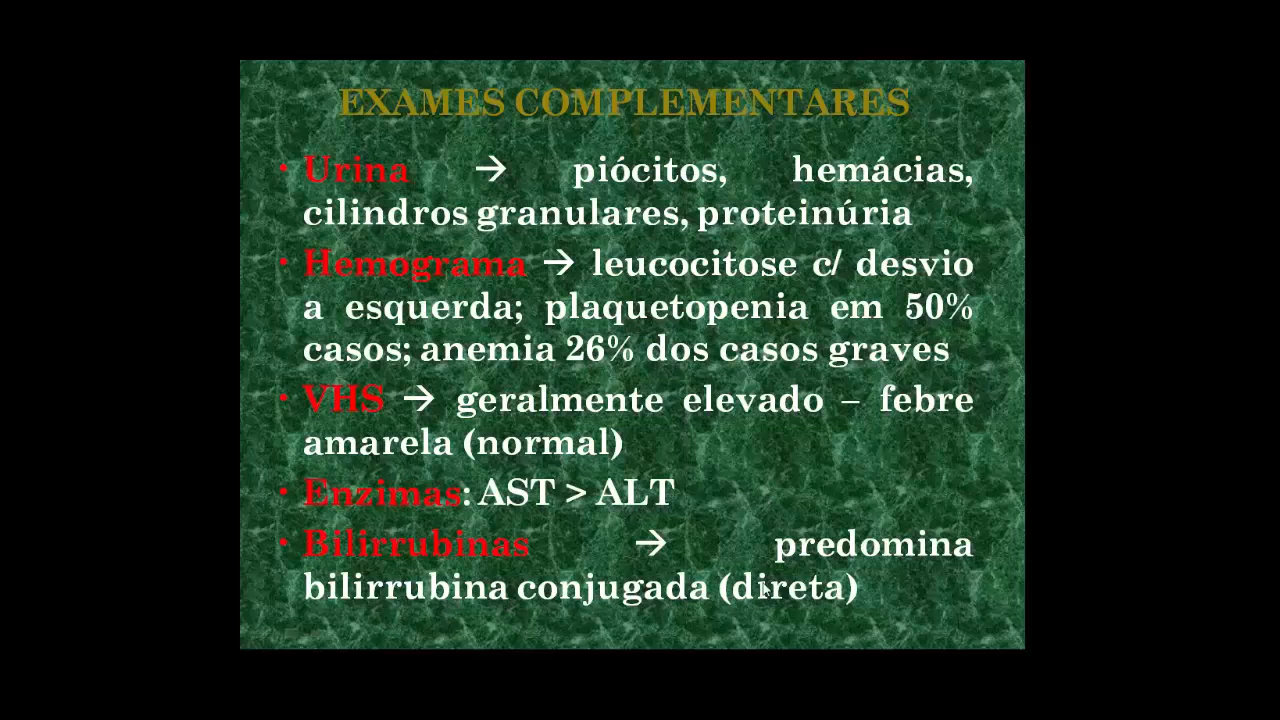 EXAMES COMPLEMENTARES
• Urina → piócitos, hemácias,
cilindros granulares, proteinúria
• Hemograma → leucocitose c/ desvio
a esquerda; plaquetopenia em 50%
casos; anemia 26% dos casos graves
• VHS → geralmente elevado – febre
amarela (normal)
• Enzimas: AST > ALT
• Bilirrubinas → predomina
bilirrubina conjugada (direta)